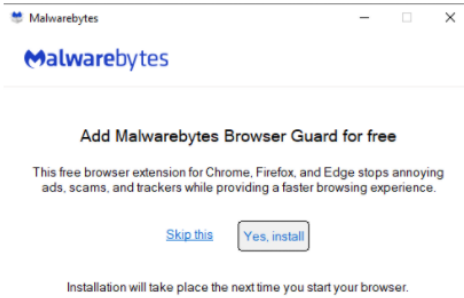 Malwarebytes
Malwarebytes
Add Malwarebytes Browser Guard for free
This free browser extension for Chrome, Firefox, and Edge stops annoying
ads, scams, and trackers while providing a faster browsing experience.
Skip this Yes, install
Installation will take place the next time you start your browser.